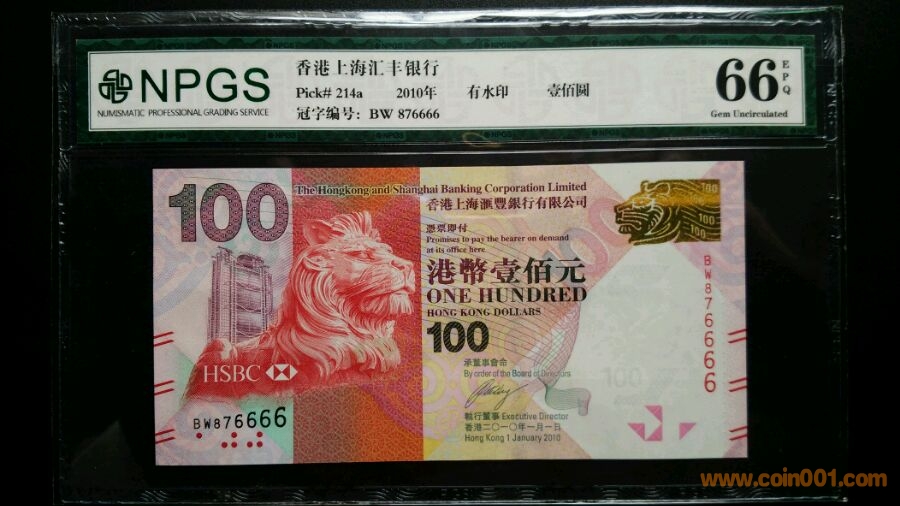 NPGS
NUMISMATIC PROFESSIONAL GRADING SERVICE
香港上海汇丰银行
Pick# 214a 2010年 有水印 壹佰圆
冠字编号: BW 876666
66 EPQ
Gem Uncirculated
100
The Hongkong and Shanghai Banking Corporation Limited
香港上海滙豐銀行有限公司
憑票即付
Promises to pay the bearer on demand
at its office here
港幣壹佰元
ONE HUNDRED
HONG KONG DOLLARS
100
承董事會命
By order of the Board of Directors
執行董事 Executive Director
香港二〇一〇年一月一日
Hong Kong 1 January 2010
HSBC
BW876666
100
100
100
100
BW876666
100
www.coin001.com